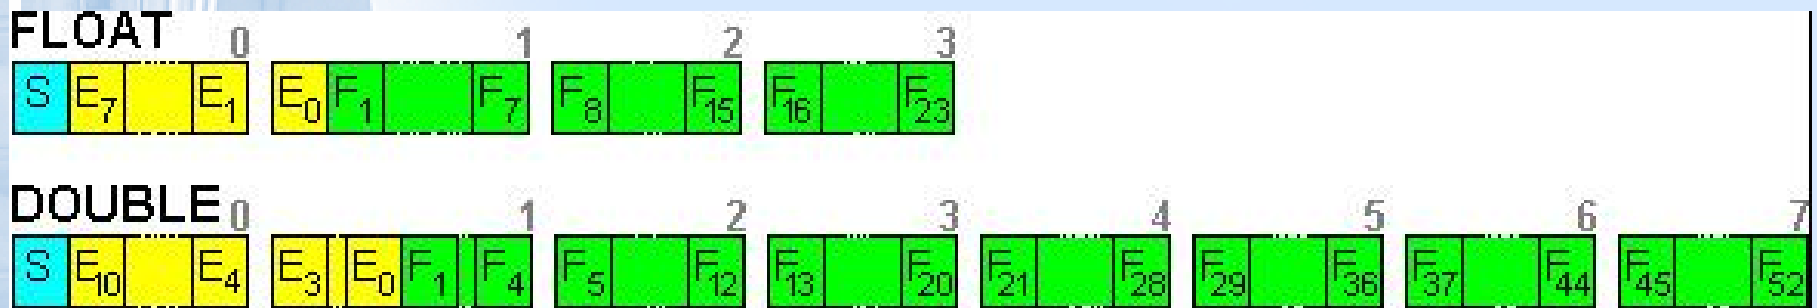 FLOAT 0 1 2 3
S E7 E1 E0 F1 F7 F8 F15 F16 F23
DOUBLE 0 1 2 3 4 5 6 7
S E10 E4 E3 E0 F1 F4 F5 F12 F13 F20 F21 F28 F29 F36 F37 F44 F45 F52